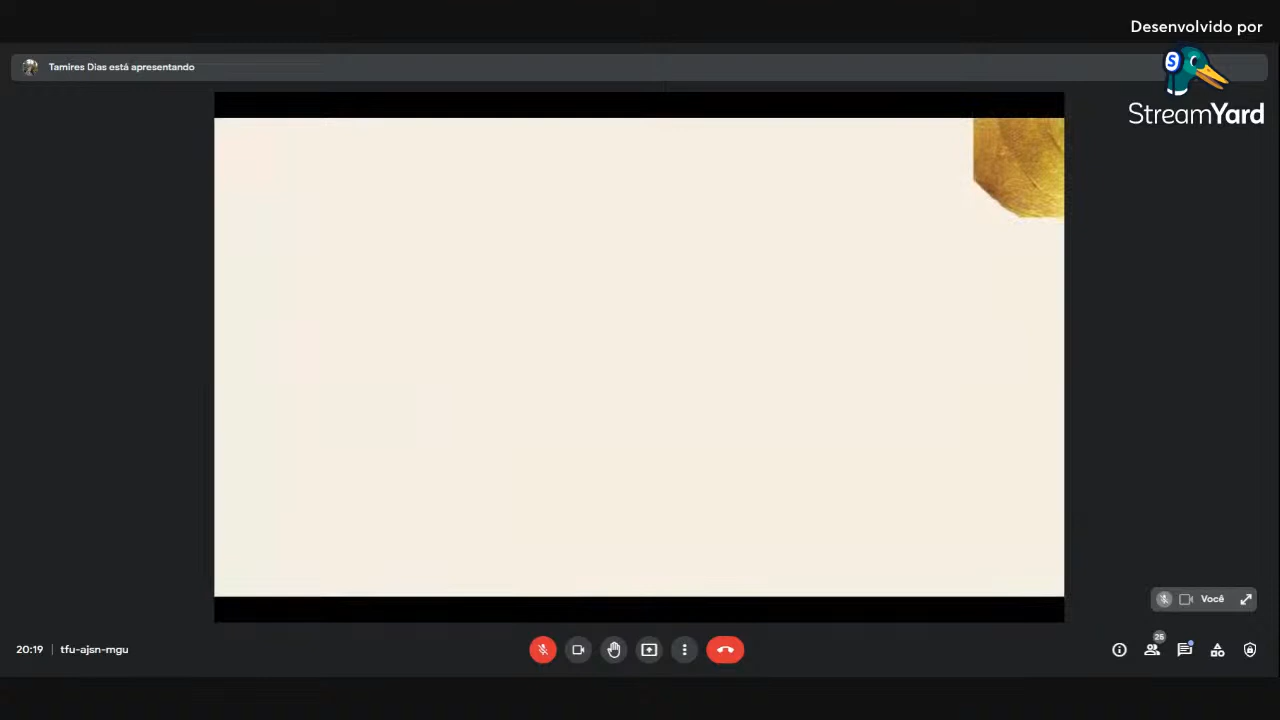 Desenvolvido por
Tamires Dias está apresentando
S
StreamYard
Você
20:19 | tfu-ajsn-mgu
26